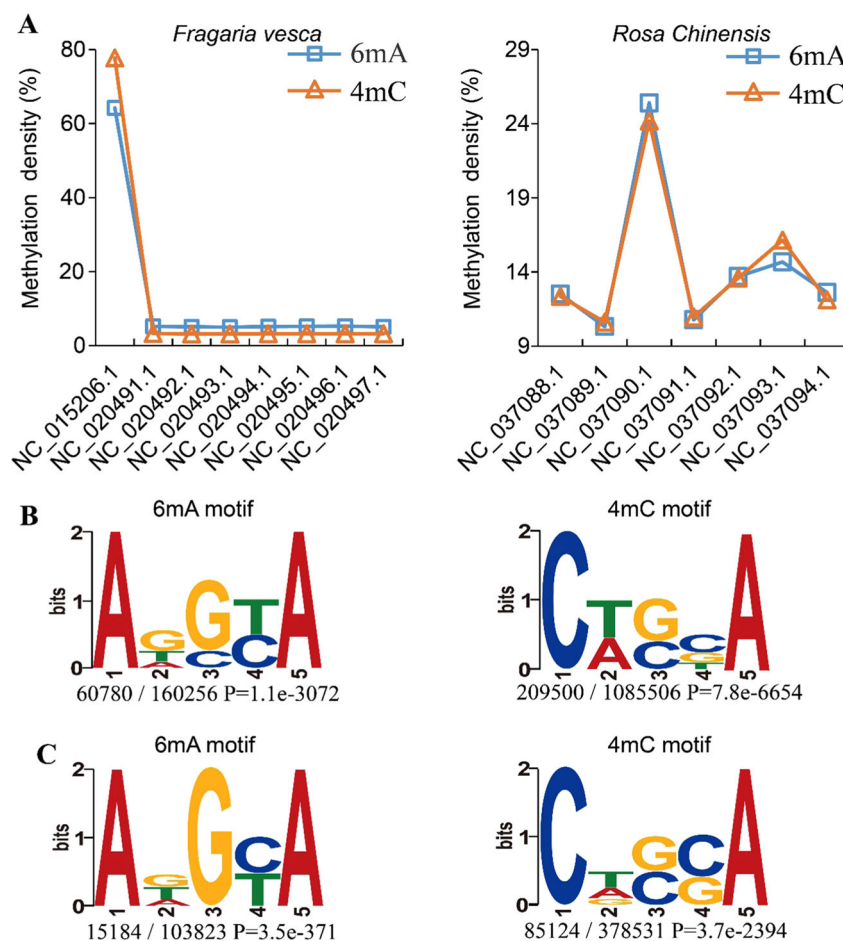 A
Fragaria vesca
6mA
4mC
Methylation density (%)
80
60
40
20
0
NC_015206.1
NC_020491.1
NC_020492.1
NC_020493.1
NC_020494.1
NC_020495.1
NC_020496.1
NC_020497.1
Rosa Chinensis
6mA
4mC
Methylation density (%)
29
24
19
14
9
NC_037088.1
NC_037089.1
NC_037090.1
NC_037091.1
NC_037092.1
NC_037093.1
NC_037094.1
B
6mA motif
bits
2
1
0
A G T A G C T C A
1 2 3 4 5
60780 / 160256 P=1.1e-3072
4mC motif
bits
2
1
0
C T A G C C G T A
1 2 3 4 5
209500 / 1085506 P=7.8e-6654
C
6mA motif
bits
2
1
0
A G T A G C T A
1 2 3 4 5
15184 / 103823 P=3.5e-371
4mC motif
bits
2
1
0
C T A G G C C G A
1 2 3 4 5
85124 / 378531 P=3.7e-2394